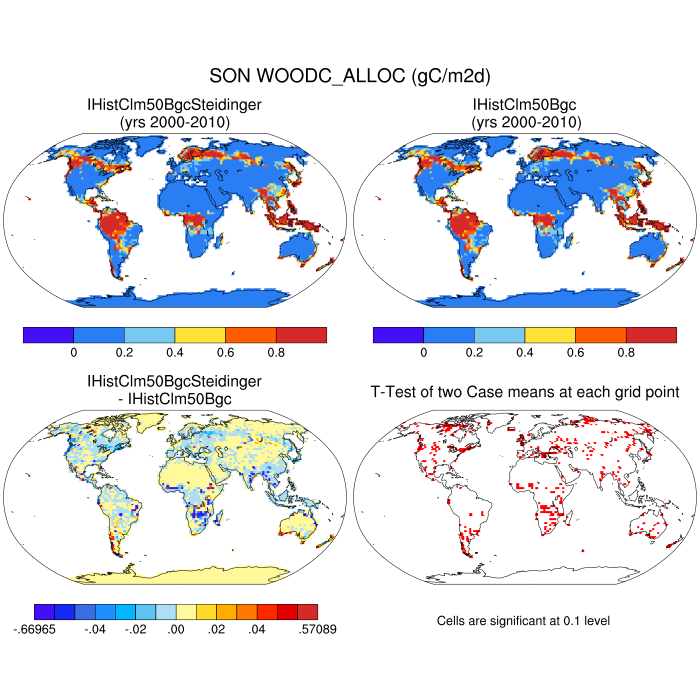 SON WOODC_ALLOC (gC/m2d)
IHistClm50BgcSteidinger
(yrs 2000-2010)
IHistClm50Bgc
(yrs 2000-2010)
0 0.2 0.4 0.6 0.8
0 0.2 0.4 0.6 0.8
IHistClm50BgcSteidinger
- IHistClm50Bgc
T-Test of two Case means at each grid point
-.66965 -.04 -.02 .00 .02 .04 .57089
Cells are significant at 0.1 level